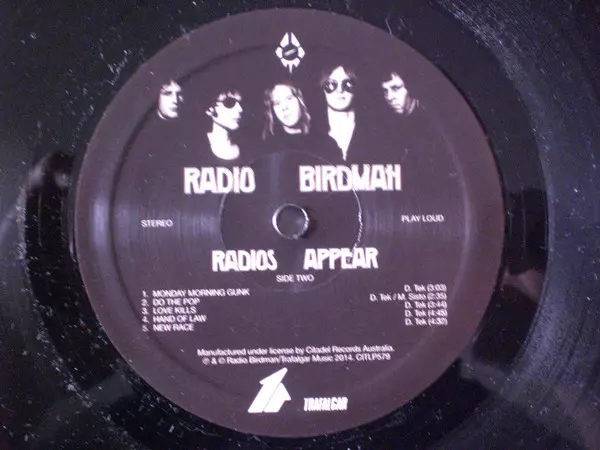 RADIO BIRDMAN
STEREO PLAY LOUD
RADIOS APPEAR
SIDE TWO
1. MONDAY MORNING GUNK D. Tek (3:03)
2. DO THE POP D. Tek / M. Sisto (2:35)
3. LOVE KILLS D. Tek (3:44)
4. HAND OF LAW D. Tek (4:48)
5. NEW RACE D. Tek (4:32)
Manufactured under license by Citadel Records Australia.
℗ & © Radio Birdman/Trafalgar Music 2014. CITLP579
TRAFALGAR